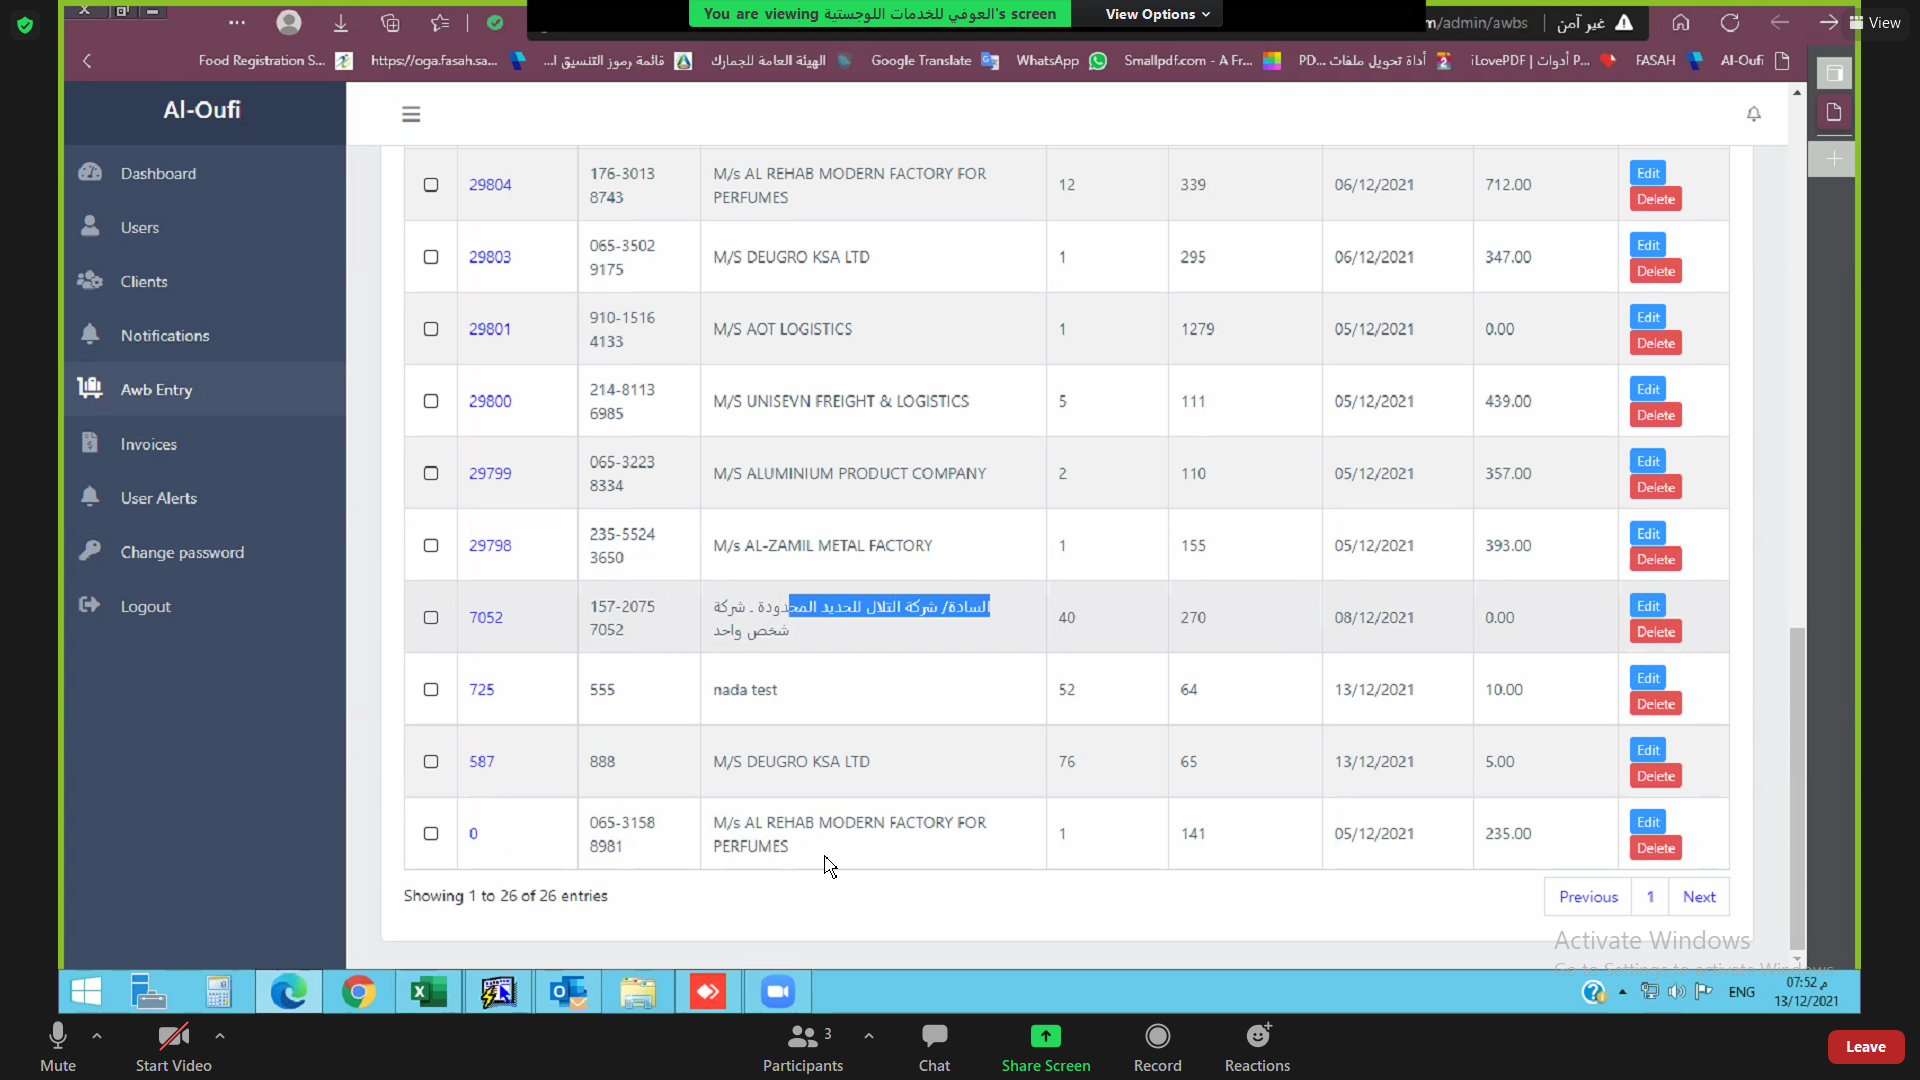 You are viewing العوفي للخدمات اللوجستية's screen
View Options
/admin/awbs
غير آمن
View
Food Registration S...
https://oga.fasah.sa...
قائمة رموز التنسيق ا...
الهيئة العامة للجمارك
Google Translate
WhatsApp
Smallpdf.com - A Fr...
أداة تحويل ملفات PD...
iLovePDF | أدوات P...
FASAH
Al-Oufi
Al-Oufi
Dashboard
Users
Clients
Notifications
Awb Entry
Invoices
User Alerts
Change password
Logout
29804 176-3013 M/s AL REHAB MODERN FACTORY FOR 12 339 06/12/2021 712.00 Edit
8743 PERFUMES Delete
29803 065-3502 M/S DEUGRO KSA LTD 1 295 06/12/2021 347.00 Edit
9175 Delete
29801 910-1516 M/S AOT LOGISTICS 1 1279 05/12/2021 0.00 Edit
4133 Delete
29800 214-8113 M/S UNISEVN FREIGHT & LOGISTICS 5 111 05/12/2021 439.00 Edit
6985 Delete
29799 065-3223 M/S ALUMINIUM PRODUCT COMPANY 2 110 05/12/2021 357.00 Edit
8334 Delete
29798 235-5524 M/s AL-ZAMIL METAL FACTORY 1 155 05/12/2021 393.00 Edit
3650 Delete
7052 157-2075 السادة/ شركة التلال للحديد المحدودة ـ شركة 40 270 08/12/2021 0.00 Edit
7052 شخص واحد Delete
725 555 nada test 52 64 13/12/2021 10.00 Edit
Delete
587 888 M/S DEUGRO KSA LTD 76 65 13/12/2021 5.00 Edit
Delete
0 065-3158 M/s AL REHAB MODERN FACTORY FOR 1 141 05/12/2021 235.00 Edit
8981 PERFUMES Delete
Showing 1 to 26 of 26 entries
Previous 1 Next
Activate Windows
Go to Settings to activate Windows.
ENG
07:52 م
13/12/2021
Mute
Start Video
3
Participants
Chat
Share Screen
Record
Reactions
Leave